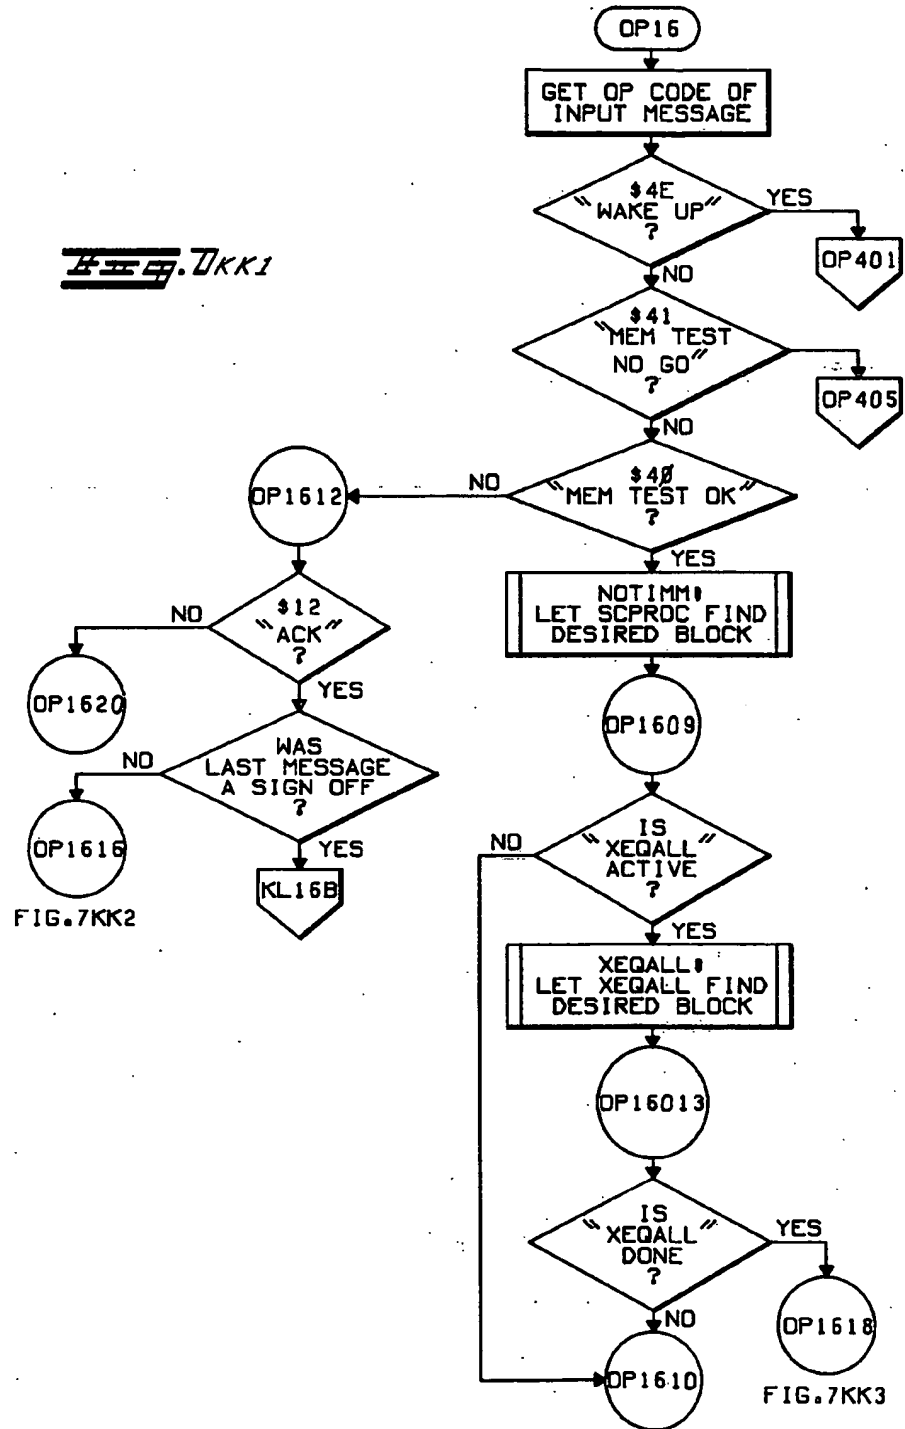 OP16
GET OP CODE OF
INPUT MESSAGE
$4E
"WAKE UP"
?
YES
OP401
NO
Fig. 7KK1
$41
"MEM TEST
NO GO"
?
OP405
NO
$40
"MEM TEST OK"
?
NO
OP1612
YES
NOTIMM:
LET SCPROC FIND
DESIRED BLOCK
$12
"ACK"
?
NO
OP1620
YES
OP1609
WAS
LAST MESSAGE
A SIGN OFF
?
NO
OP1616
FIG.7KK2
YES
KL16B
IS
"XEQALL"
ACTIVE
?
NO
YES
XEQALL:
LET XEQALL FIND
DESIRED BLOCK
OP16013
IS
"XEQALL"
DONE
?
YES
OP1618
FIG.7KK3
NO
OP1610